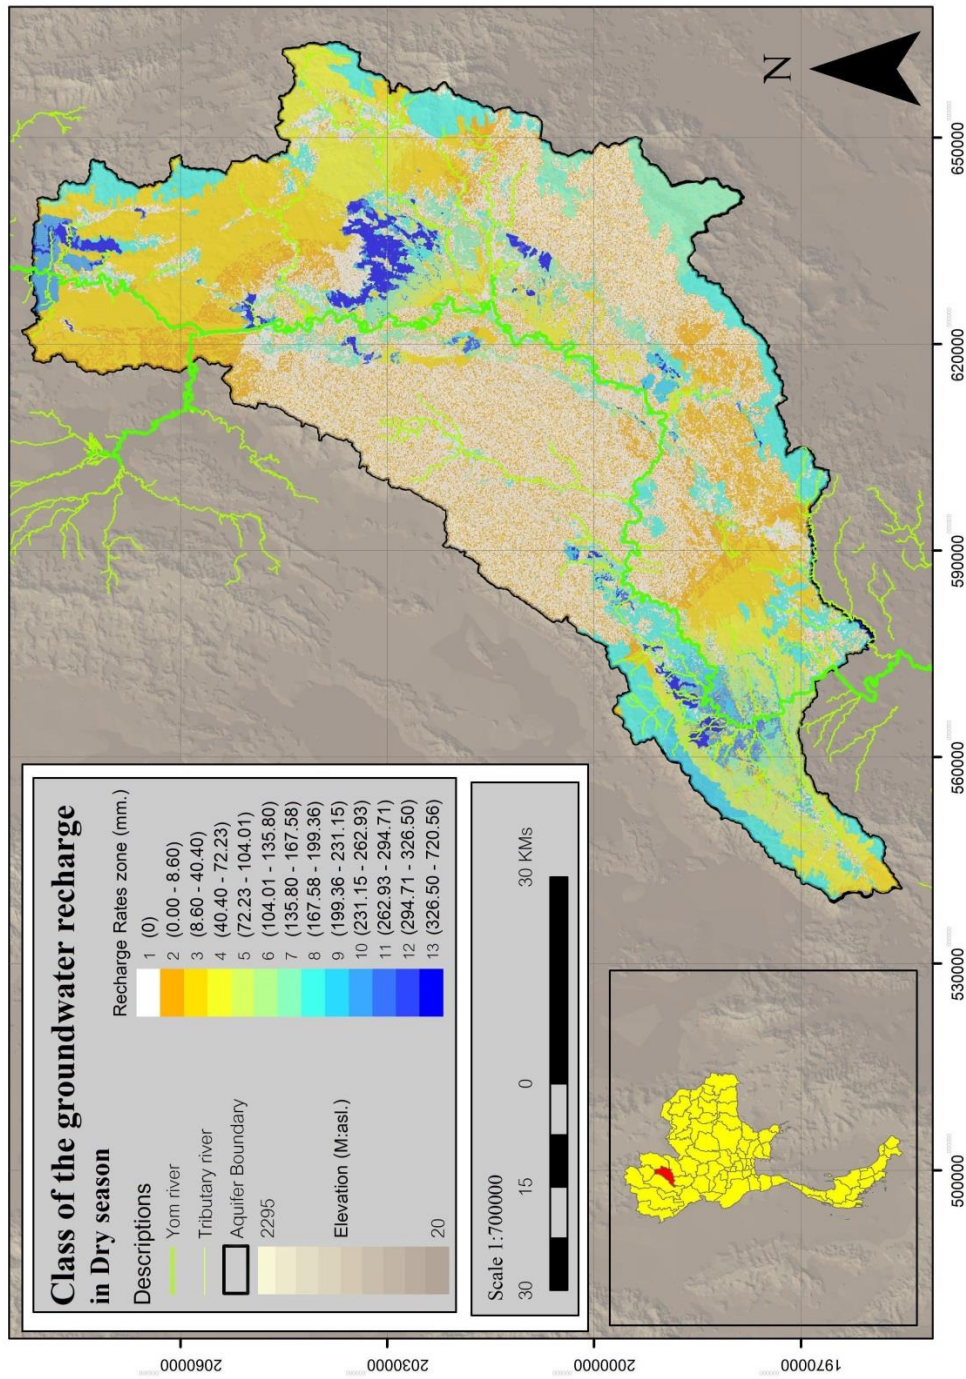 Class of the groundwater recharge
in Dry season
Descriptions
Yom river
Tributary river
Aquifer Boundary
2295
Elevation (M:asl.)
20
Recharge Rates zone (mm.)
1 (0)
2 (0.00 - 8.60)
3 (8.60 - 40.40)
4 (40.40 - 72.23)
5 (72.23 - 104.01)
6 (104.01 - 135.80)
7 (135.80 - 167.58)
8 (167.58 - 199.36)
9 (199.36 - 231.15)
10 (231.15 - 262.93)
11 (262.93 - 294.71)
12 (294.71 - 326.50)
13 (326.50 - 720.56)
Scale 1:700000
30 15 0 30 KMs
N
2060000
2030000
2000000
1970000
500000 530000 560000 590000 620000 650000